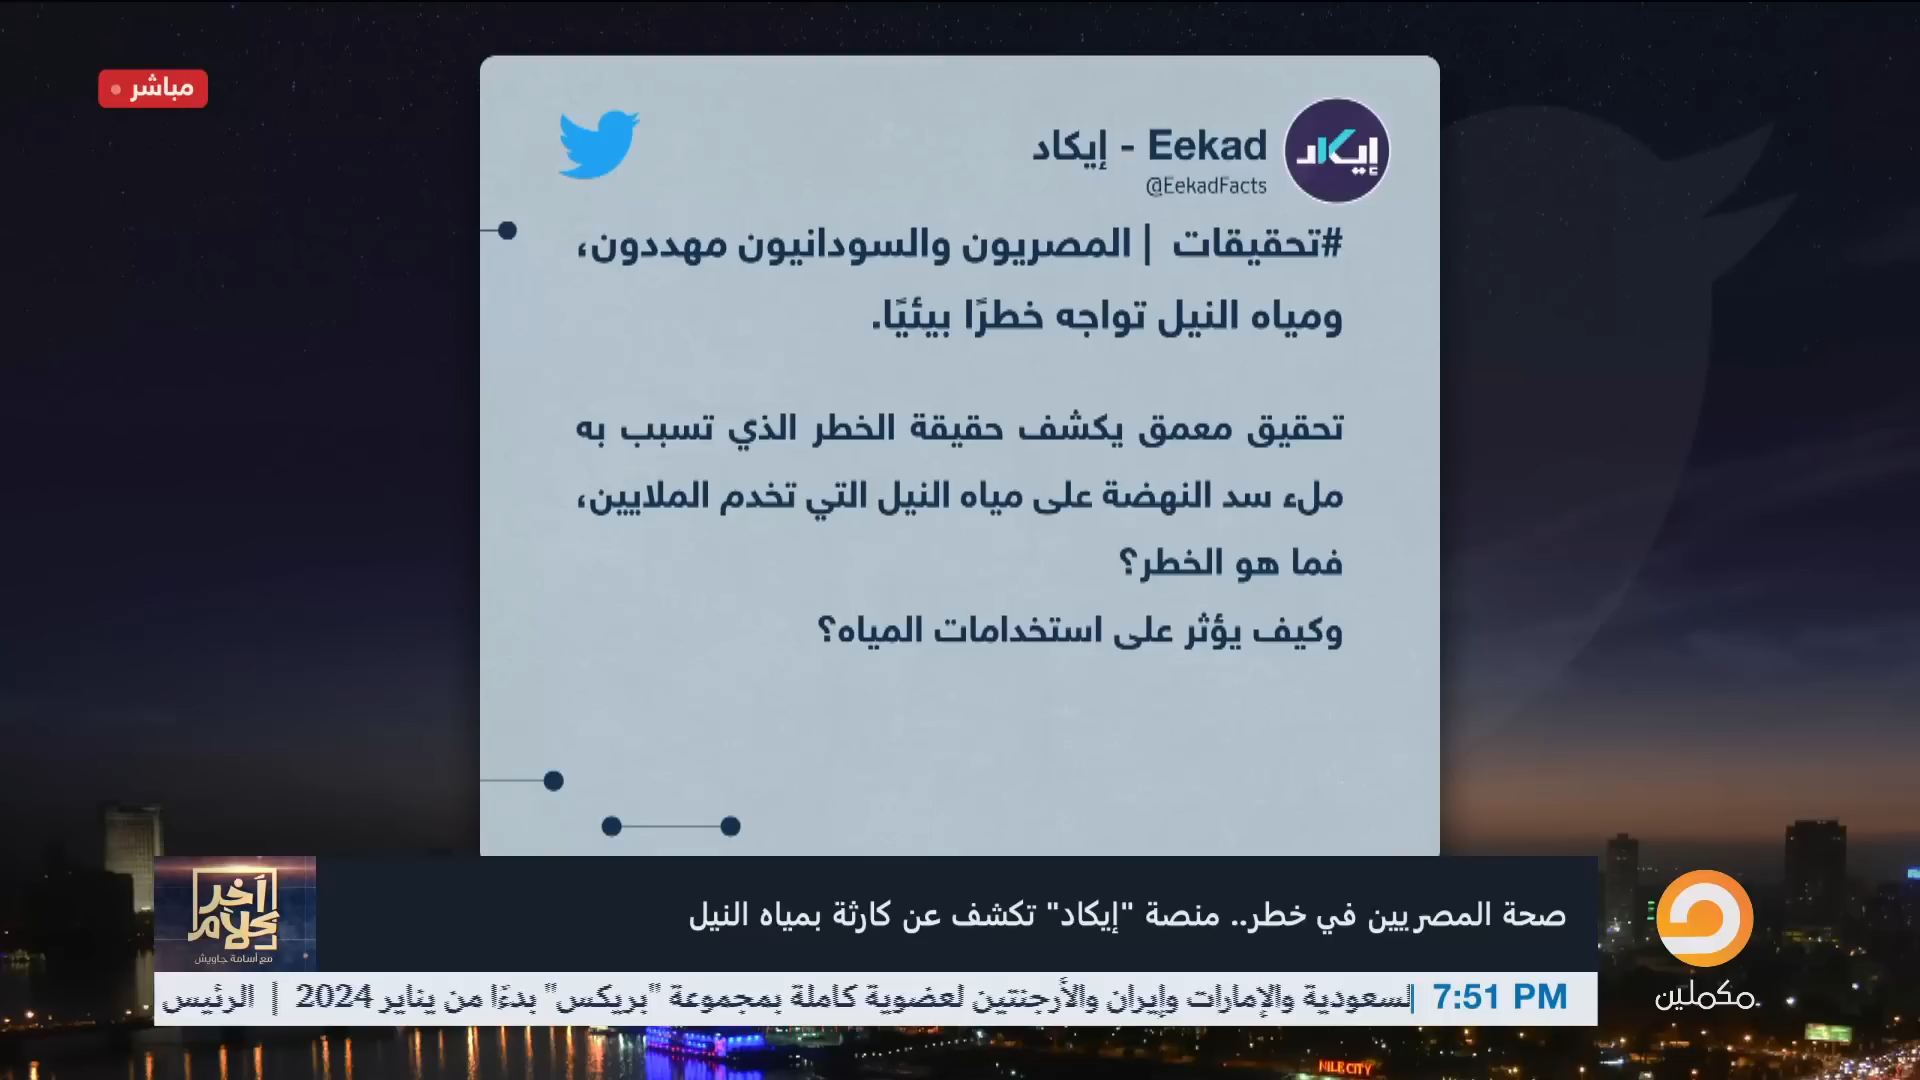 مباشر
إيكاد
Eekad - إيكاد
@EekadFacts
#تحقيقات | المصريون والسودانيون مهددون،
ومياه النيل تواجه خطرًا بيئيًا.
تحقيق معمق يكشف حقيقة الخطر الذي تسبب به
ملء سد النهضة على مياه النيل التي تخدم الملايين،
فما هو الخطر؟
وكيف يؤثر على استخدامات المياه؟
آخر
كلام
مع أسامة جاويش
صحة المصريين في خطر.. منصة "إيكاد" تكشف عن كارثة بمياه النيل
7:51 PM
لسعودية والإمارات وإيران والأرجنتين لعضوية كاملة بمجموعة "بريكس" بدءًا من يناير 2024 | الرئيس
مكملين
NILE CITY